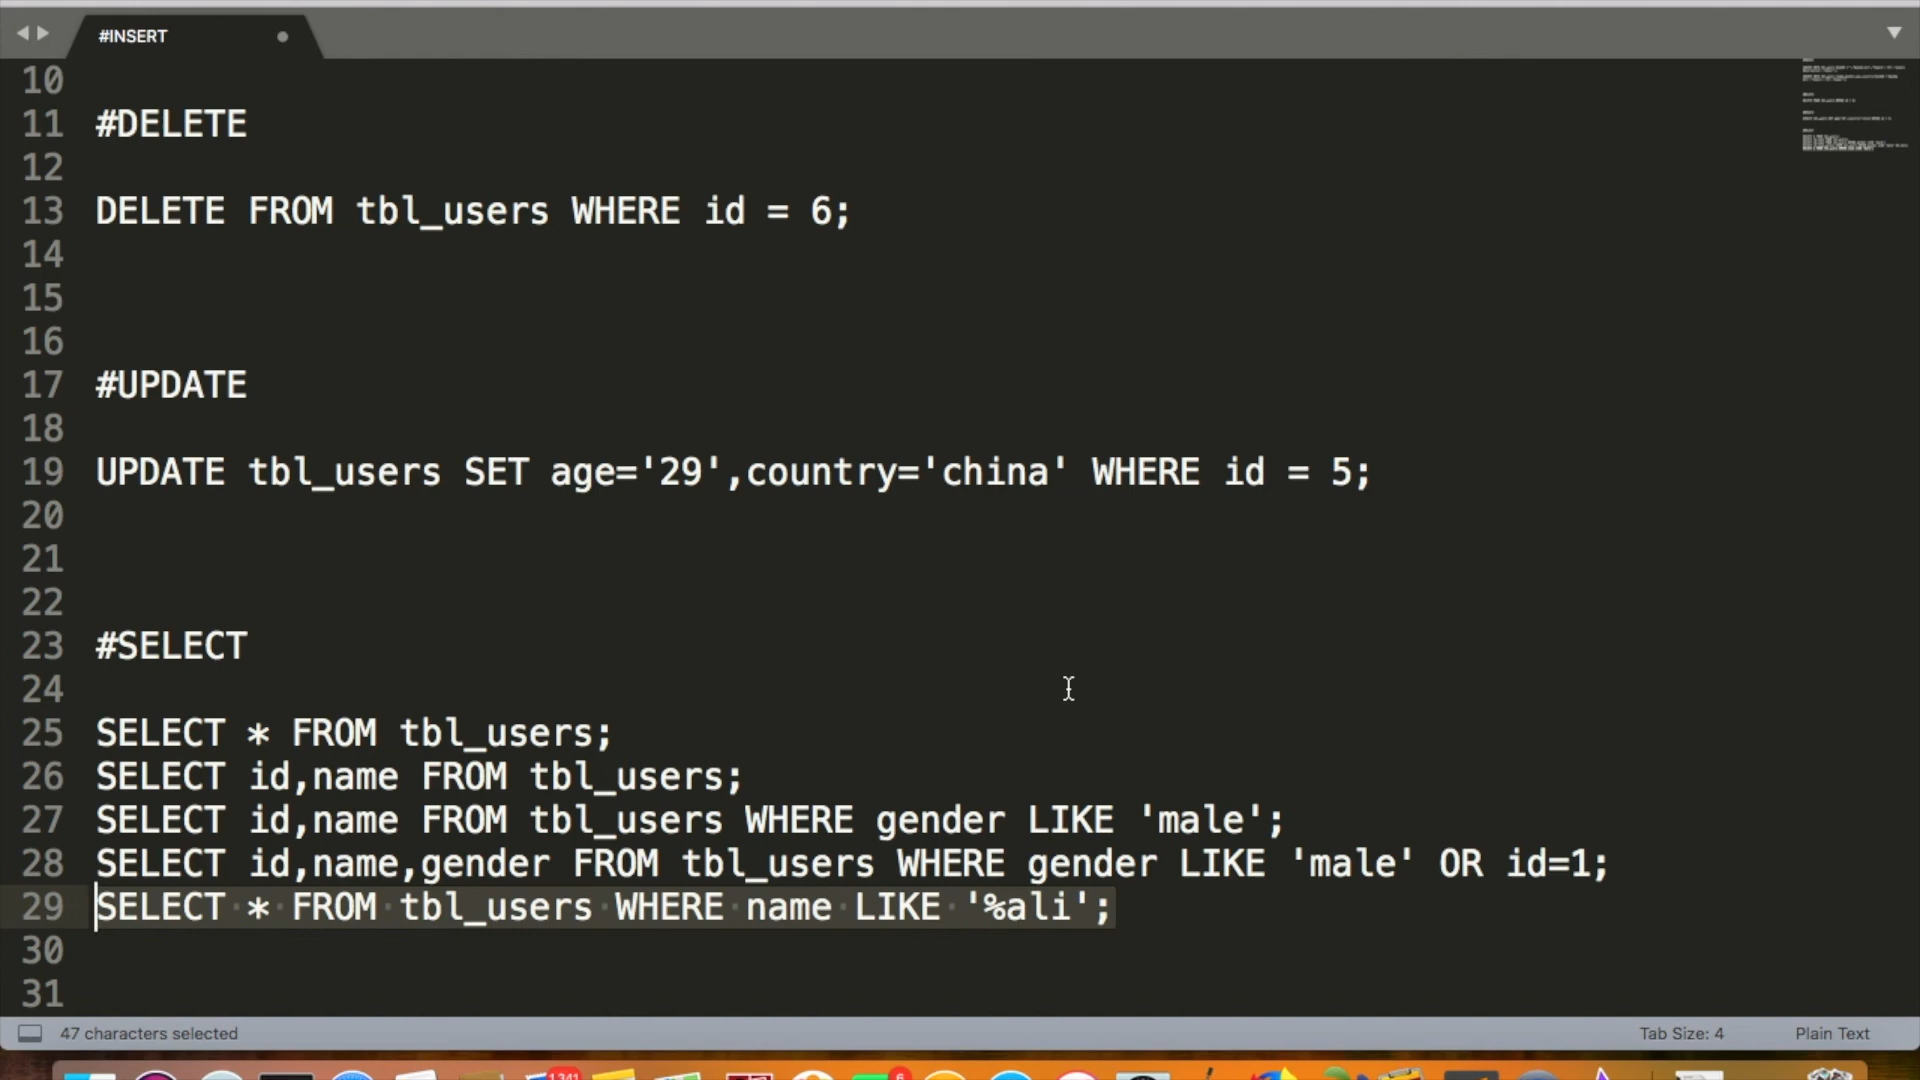 #INSERT
10
11 #DELETE
12
13 DELETE FROM tbl_users WHERE id = 6;
14
15
16
17 #UPDATE
18
19 UPDATE tbl_users SET age='29',country='china' WHERE id = 5;
20
21
22
23 #SELECT
24
25 SELECT * FROM tbl_users;
26 SELECT id,name FROM tbl_users;
27 SELECT id,name FROM tbl_users WHERE gender LIKE 'male';
28 SELECT id,name,gender FROM tbl_users WHERE gender LIKE 'male' OR id=1;
29 SELECT * FROM tbl_users WHERE name LIKE '%ali';
30
31
47 characters selected Tab Size: 4 Plain Text
1341 6